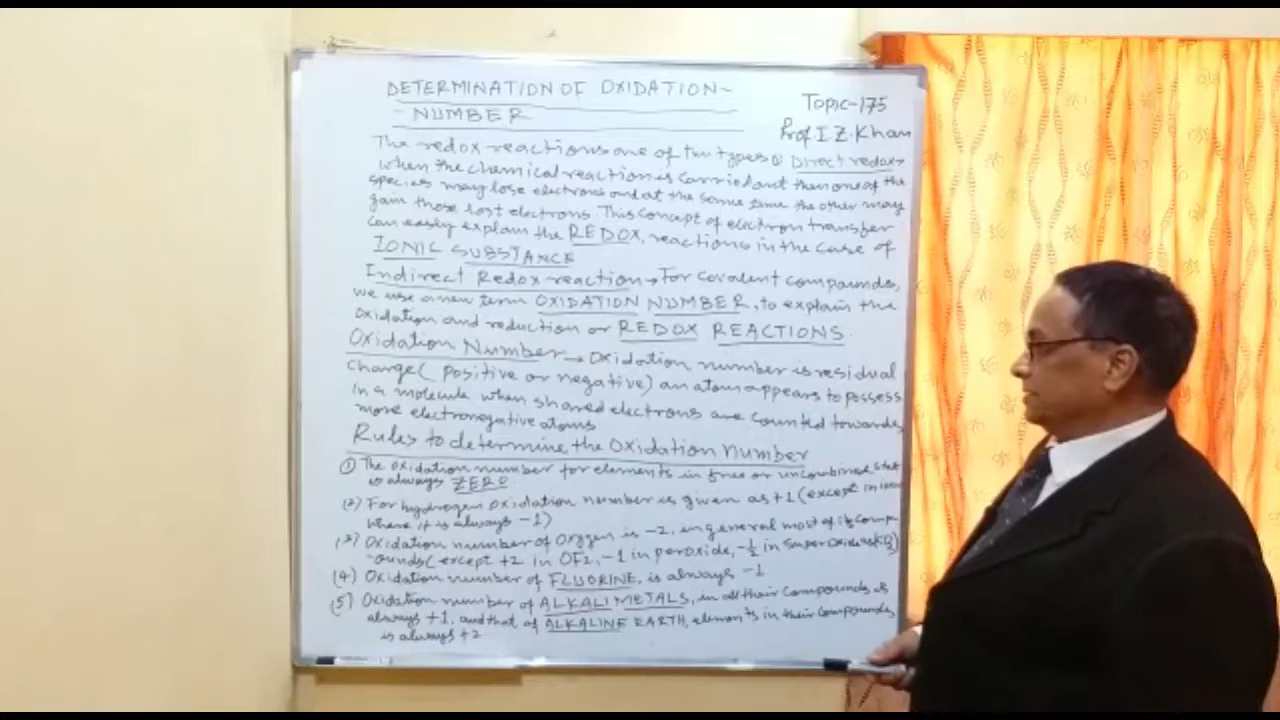 DETERMINATION OF OXIDATION-
- NUMBER
Topic-175
Prof I Z. Khan
The redox reactions are of two types ① Direct redox→
when the chemical reaction is carried out then one of the
species may lose electrons and at the same time the other may
gain those lost electrons. This concept of electron transfer
can easily explain the REDOX, reactions in the case of
IONIC SUBSTANCE
Indirect Redox reaction → For covalent compounds,
we use a new term OXIDATION NUMBER, to explain the
oxidation and reduction or REDOX REACTIONS.
Oxidation Number → Oxidation number is residual
charge ( positive or negative) an atom appears to possess
in a molecule when shared electrons are counted towards
more electronegative atoms
Rules to determine the Oxidation number
① The oxidation number for elements in free or uncombined state
is always ZERO.
(2) For hydrogen oxidation number is given as +1 (except in
where it is always -1)
(3) Oxidation number of oxygen is -2, in general most of its compo-
-ounds (except +2 in OF2, -1 in peroxide, -½ in superoxide
(4) Oxidation number of FLUORINE, is always -1
(5) Oxidation number of ALKALI METALS, in all their compounds is
always +1, and that of ALKALINE EARTH, elements in their compounds,
is always +2